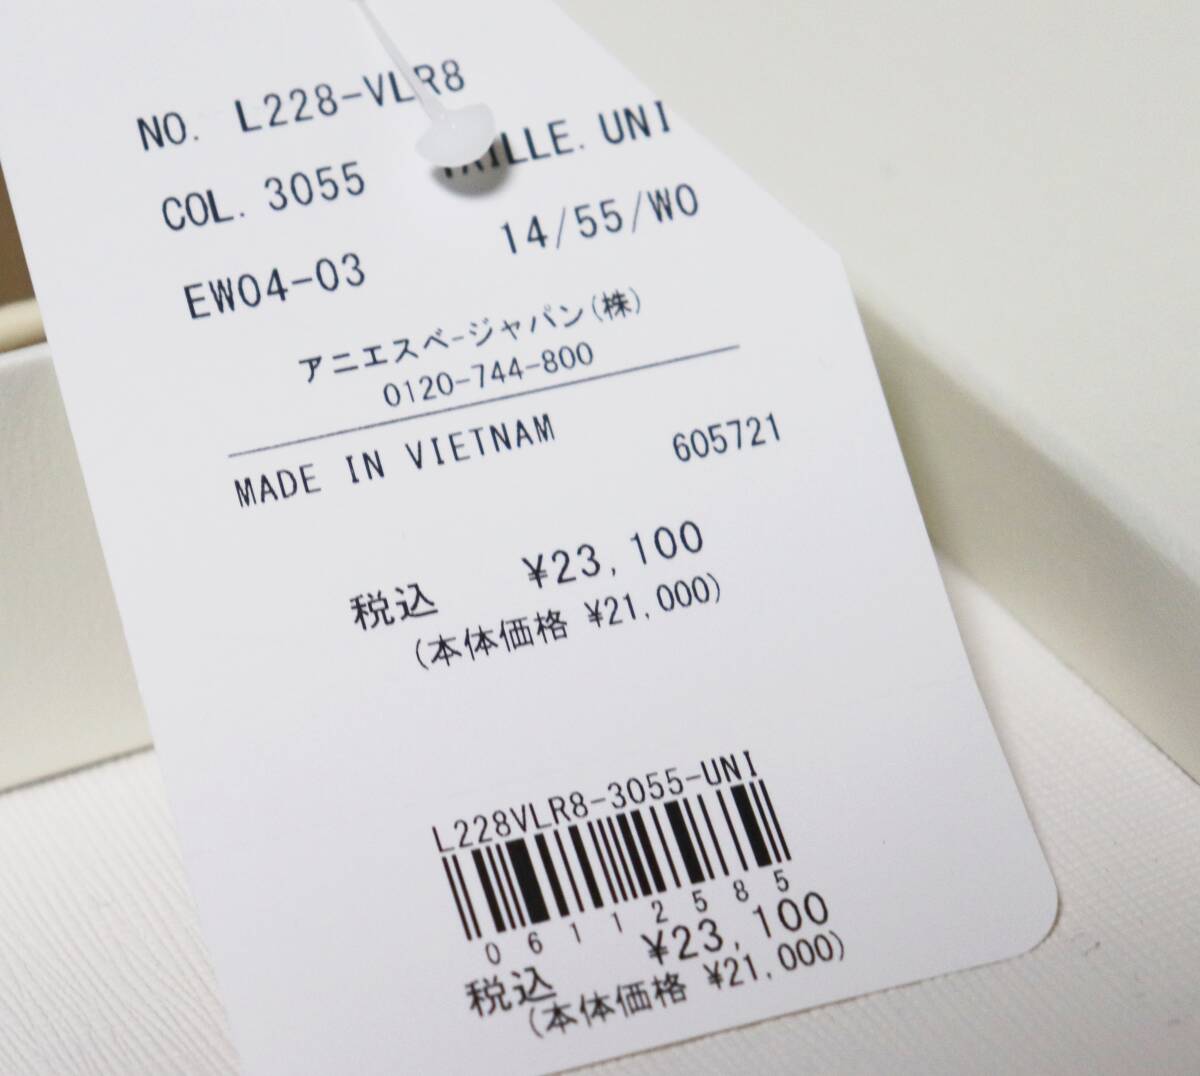 NO. L228-VLR8
COL. 3055 TAILLE. UNI
EW04-03 14/55/WO
アニエスベージャパン(株)
0120-744-800
MADE IN VIETNAM 605721
税込 ¥23,100
(本体価格 ¥21,000)
L228VLR8-3055-UNI
06112585
税込 ¥23,100
(本体価格 ¥21,000)